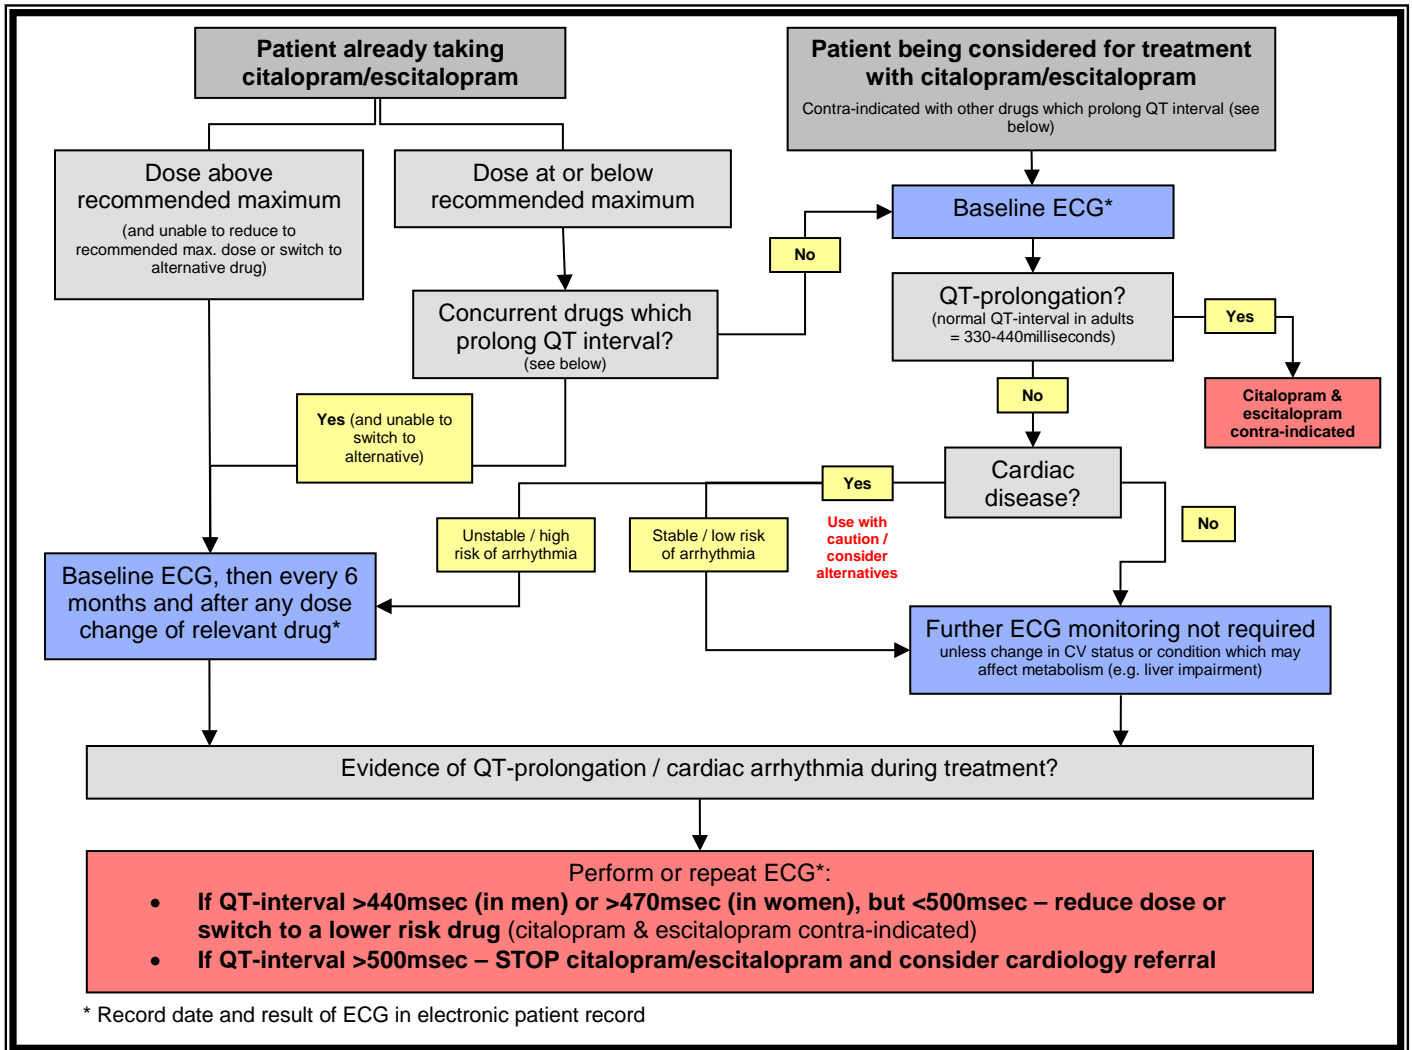 Patient already taking
citalopram/escitalopram
Patient being considered for treatment
with citalopram/escitalopram
Contra-indicated with other drugs which prolong QT interval (see
below)
Dose above
recommended maximum
(and unable to reduce to
recommended max. dose or switch to
alternative drug)
Dose at or below
recommended maximum
Baseline ECG*
No
Concurrent drugs which
prolong QT interval?
(see below)
QT-prolongation?
(normal QT-interval in adults
= 330-440milliseconds)
Yes
No
Citalopram &
escitalopram
contra-indicated
Yes (and unable to
switch to
alternative)
Cardiac
disease?
Yes
Use with
caution /
consider
alternatives
No
Unstable / high
risk of arrhythmia
Stable / low risk
of arrhythmia
Baseline ECG, then every 6
months and after any dose
change of relevant drug*
Further ECG monitoring not required
unless change in CV status or condition which may
affect metabolism (e.g. liver impairment)
Evidence of QT-prolongation / cardiac arrhythmia during treatment?
Perform or repeat ECG*:
• If QT-interval >440msec (in men) or >470msec (in women), but <500msec – reduce dose or
switch to a lower risk drug (citalopram & escitalopram contra-indicated)
• If QT-interval >500msec – STOP citalopram/escitalopram and consider cardiology referral
* Record date and result of ECG in electronic patient record